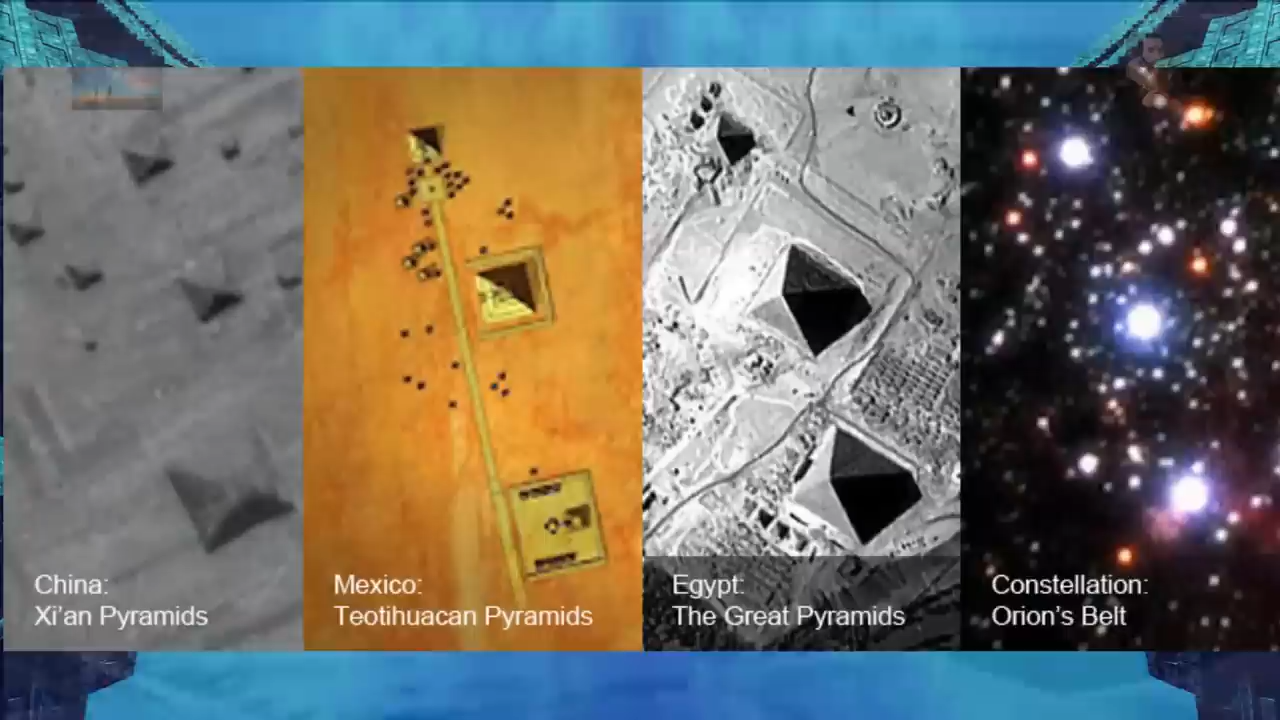 China:
Xi'an Pyramids
Mexico:
Teotihuacan Pyramids
Egypt:
The Great Pyramids
Constellation:
Orion's Belt